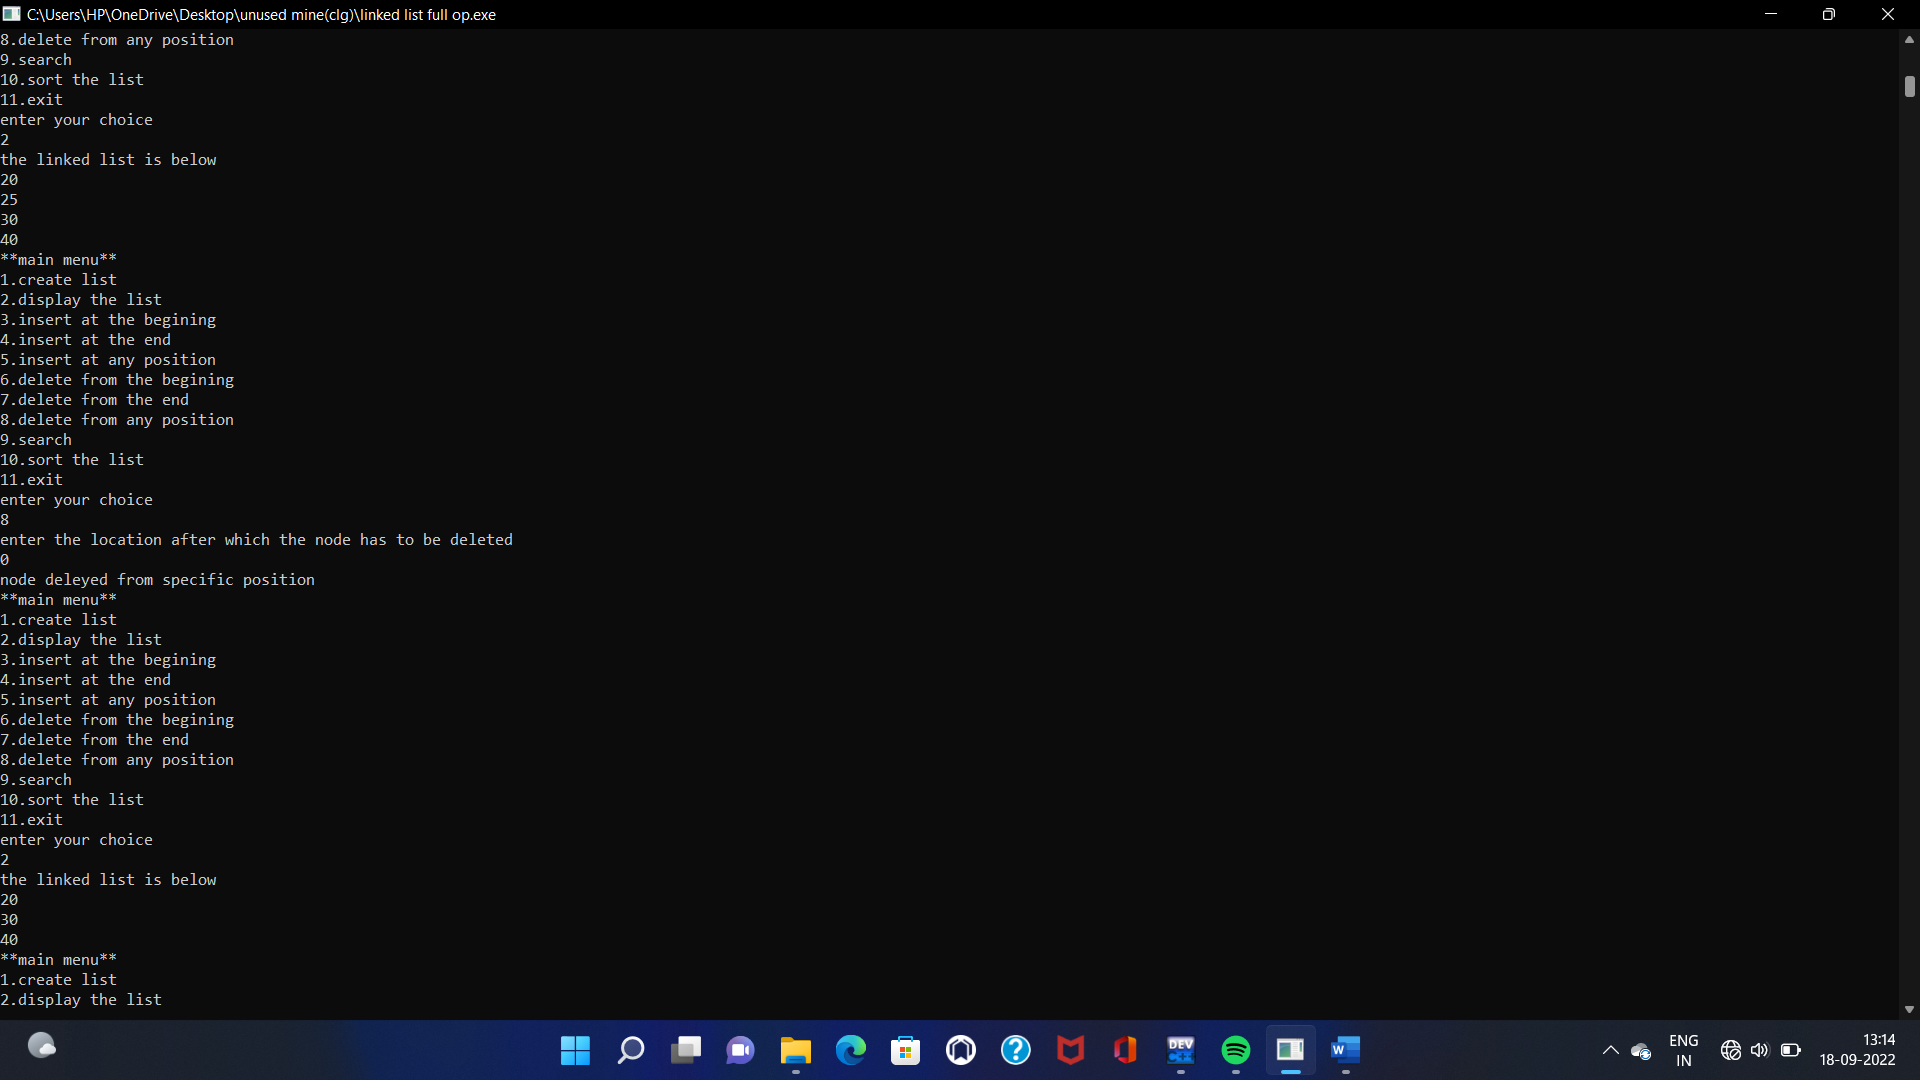 C:\Users\HP\OneDrive\Desktop\unused mine(clg)\linked list full op.exe
8.delete from any position
9.search
10.sort the list
11.exit
enter your choice
2
the linked list is below
20
25
30
40
**main menu**
1.create list
2.display the list
3.insert at the begining
4.insert at the end
5.insert at any position
6.delete from the begining
7.delete from the end
8.delete from any position
9.search
10.sort the list
11.exit
enter your choice
8
enter the location after which the node has to be deleted
0
node deleyed from specific position
**main menu**
1.create list
2.display the list
3.insert at the begining
4.insert at the end
5.insert at any position
6.delete from the begining
7.delete from the end
8.delete from any position
9.search
10.sort the list
11.exit
enter your choice
2
the linked list is below
20
30
40
**main menu**
1.create list
2.display the list
DEV
C++
W
ENG
IN
13:14
18-09-2022